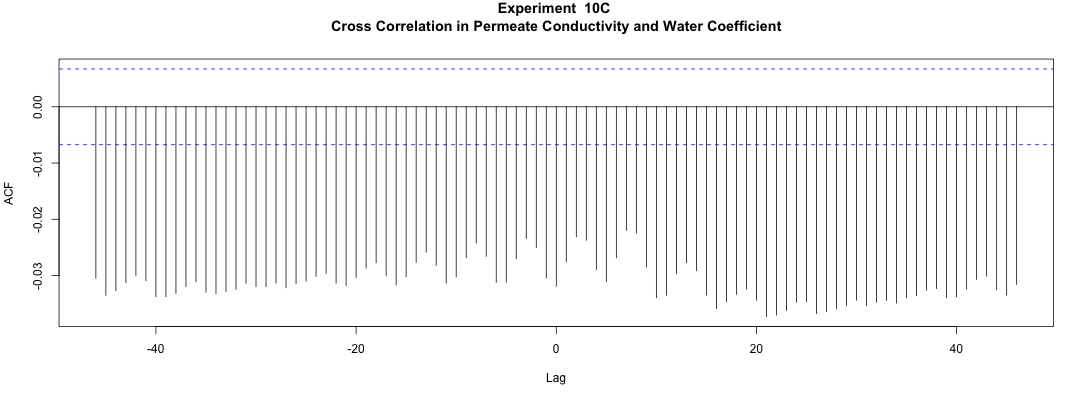 Experiment 10C
Cross Correlation in Permeate Conductivity and Water Coefficient
ACF
0.00
-0.01
-0.02
-0.03
-40 -20 0 20 40
Lag